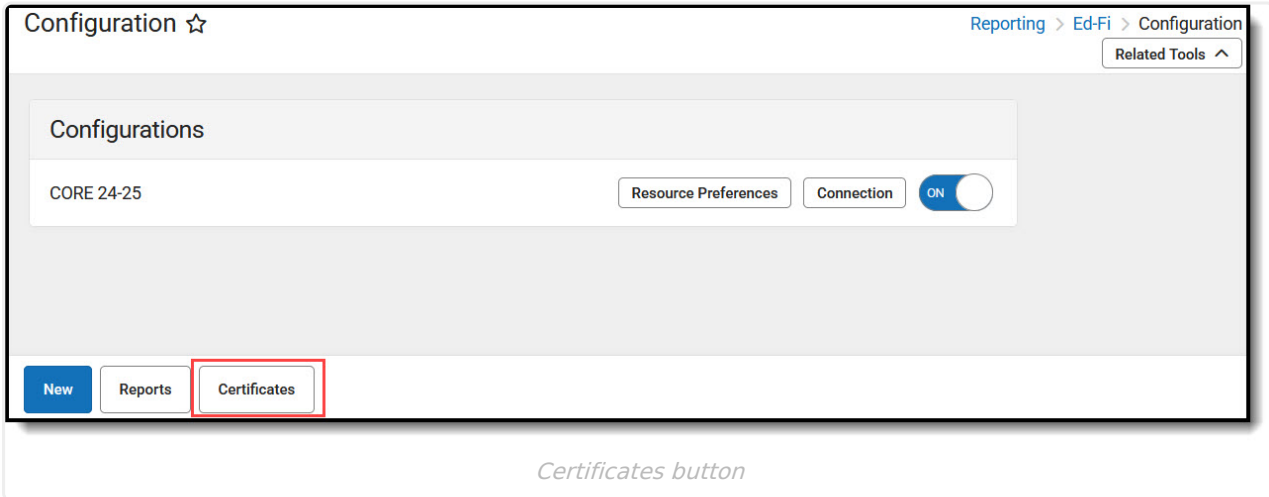 Configuration
Reporting > Ed-Fi > Configuration
Related Tools
Configurations
CORE 24-25
Resource Preferences
Connection
ON
New
Reports
Certificates
Certificates button